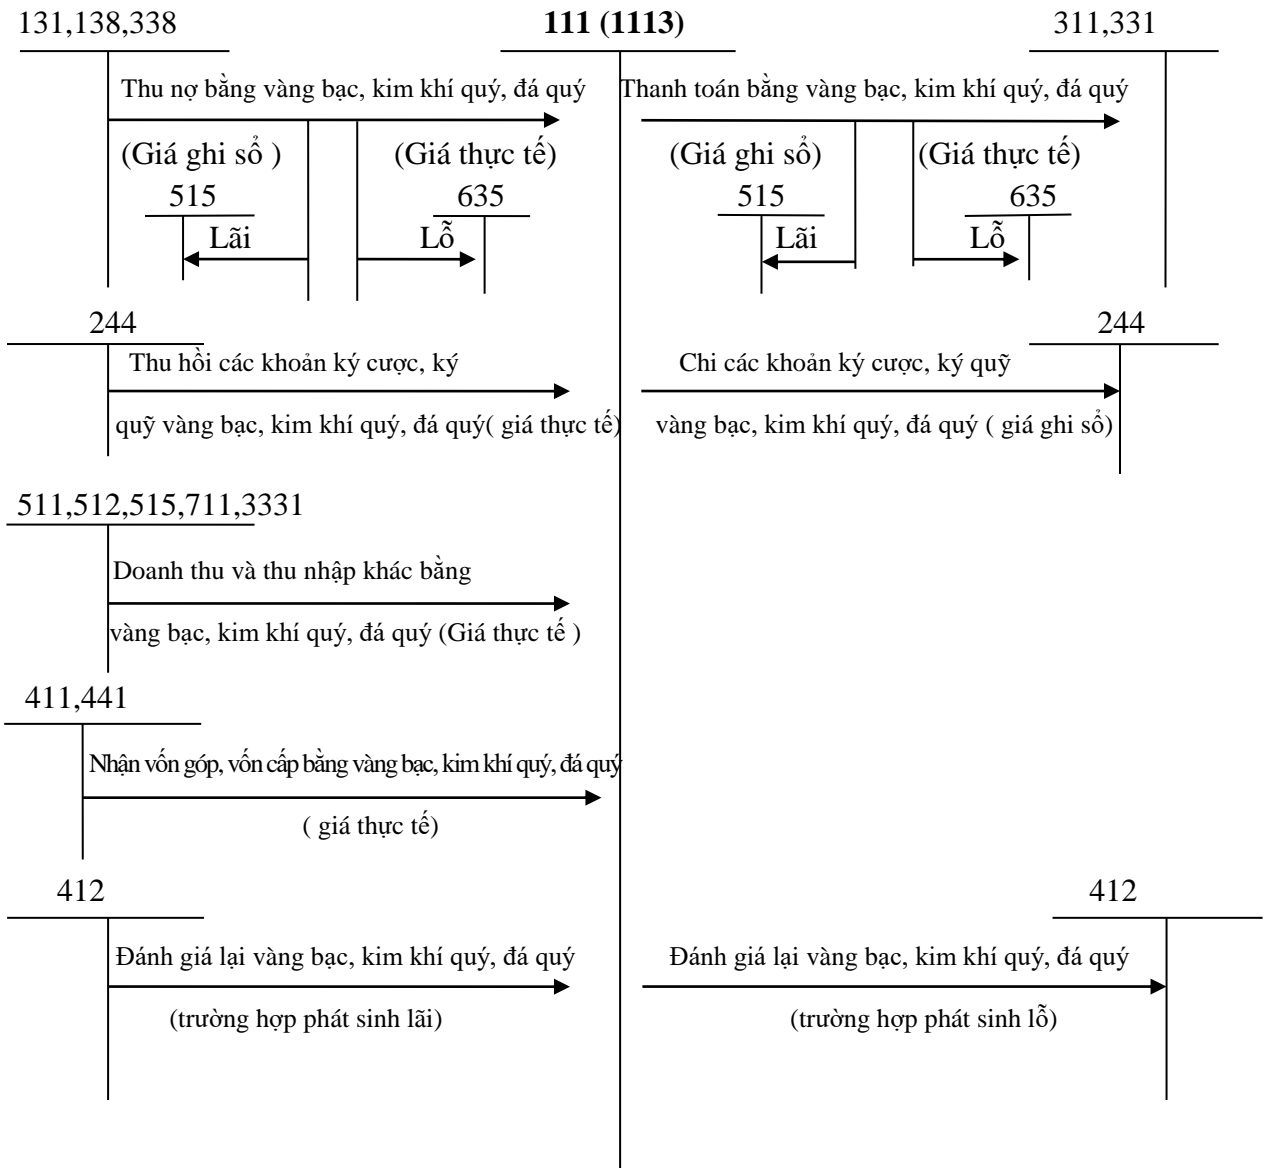 131,138,338 111 (1113) 311,331
Thu nợ bằng vàng bạc, kim khí quý, đá quý Thanh toán bằng vàng bạc, kim khí quý, đá quý
(Giá ghi sổ ) (Giá thực tế) (Giá ghi sổ) (Giá thực tế)
515 635 515 635
Lãi Lỗ Lãi Lỗ
244 244
Thu hồi các khoản ký cược, ký Chi các khoản ký cược, ký quỹ
quỹ vàng bạc, kim khí quý, đá quý( giá thực tế) vàng bạc, kim khí quý, đá quý ( giá ghi sổ)
511,512,515,711,3331
Doanh thu và thu nhập khác bằng
vàng bạc, kim khí quý, đá quý (Giá thực tế )
411,441
Nhận vốn góp, vốn cấp bằng vàng bạc, kim khí quý, đá quý
( giá thực tế)
412 412
Đánh giá lại vàng bạc, kim khí quý, đá quý Đánh giá lại vàng bạc, kim khí quý, đá quý
(trường hợp phát sinh lãi) (trường hợp phát sinh lỗ)